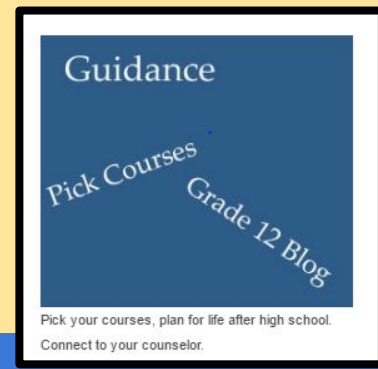 Guidance
Pick Courses
Grade 12 Blog
Pick your courses, plan for life after high school.
Connect to your counselor.